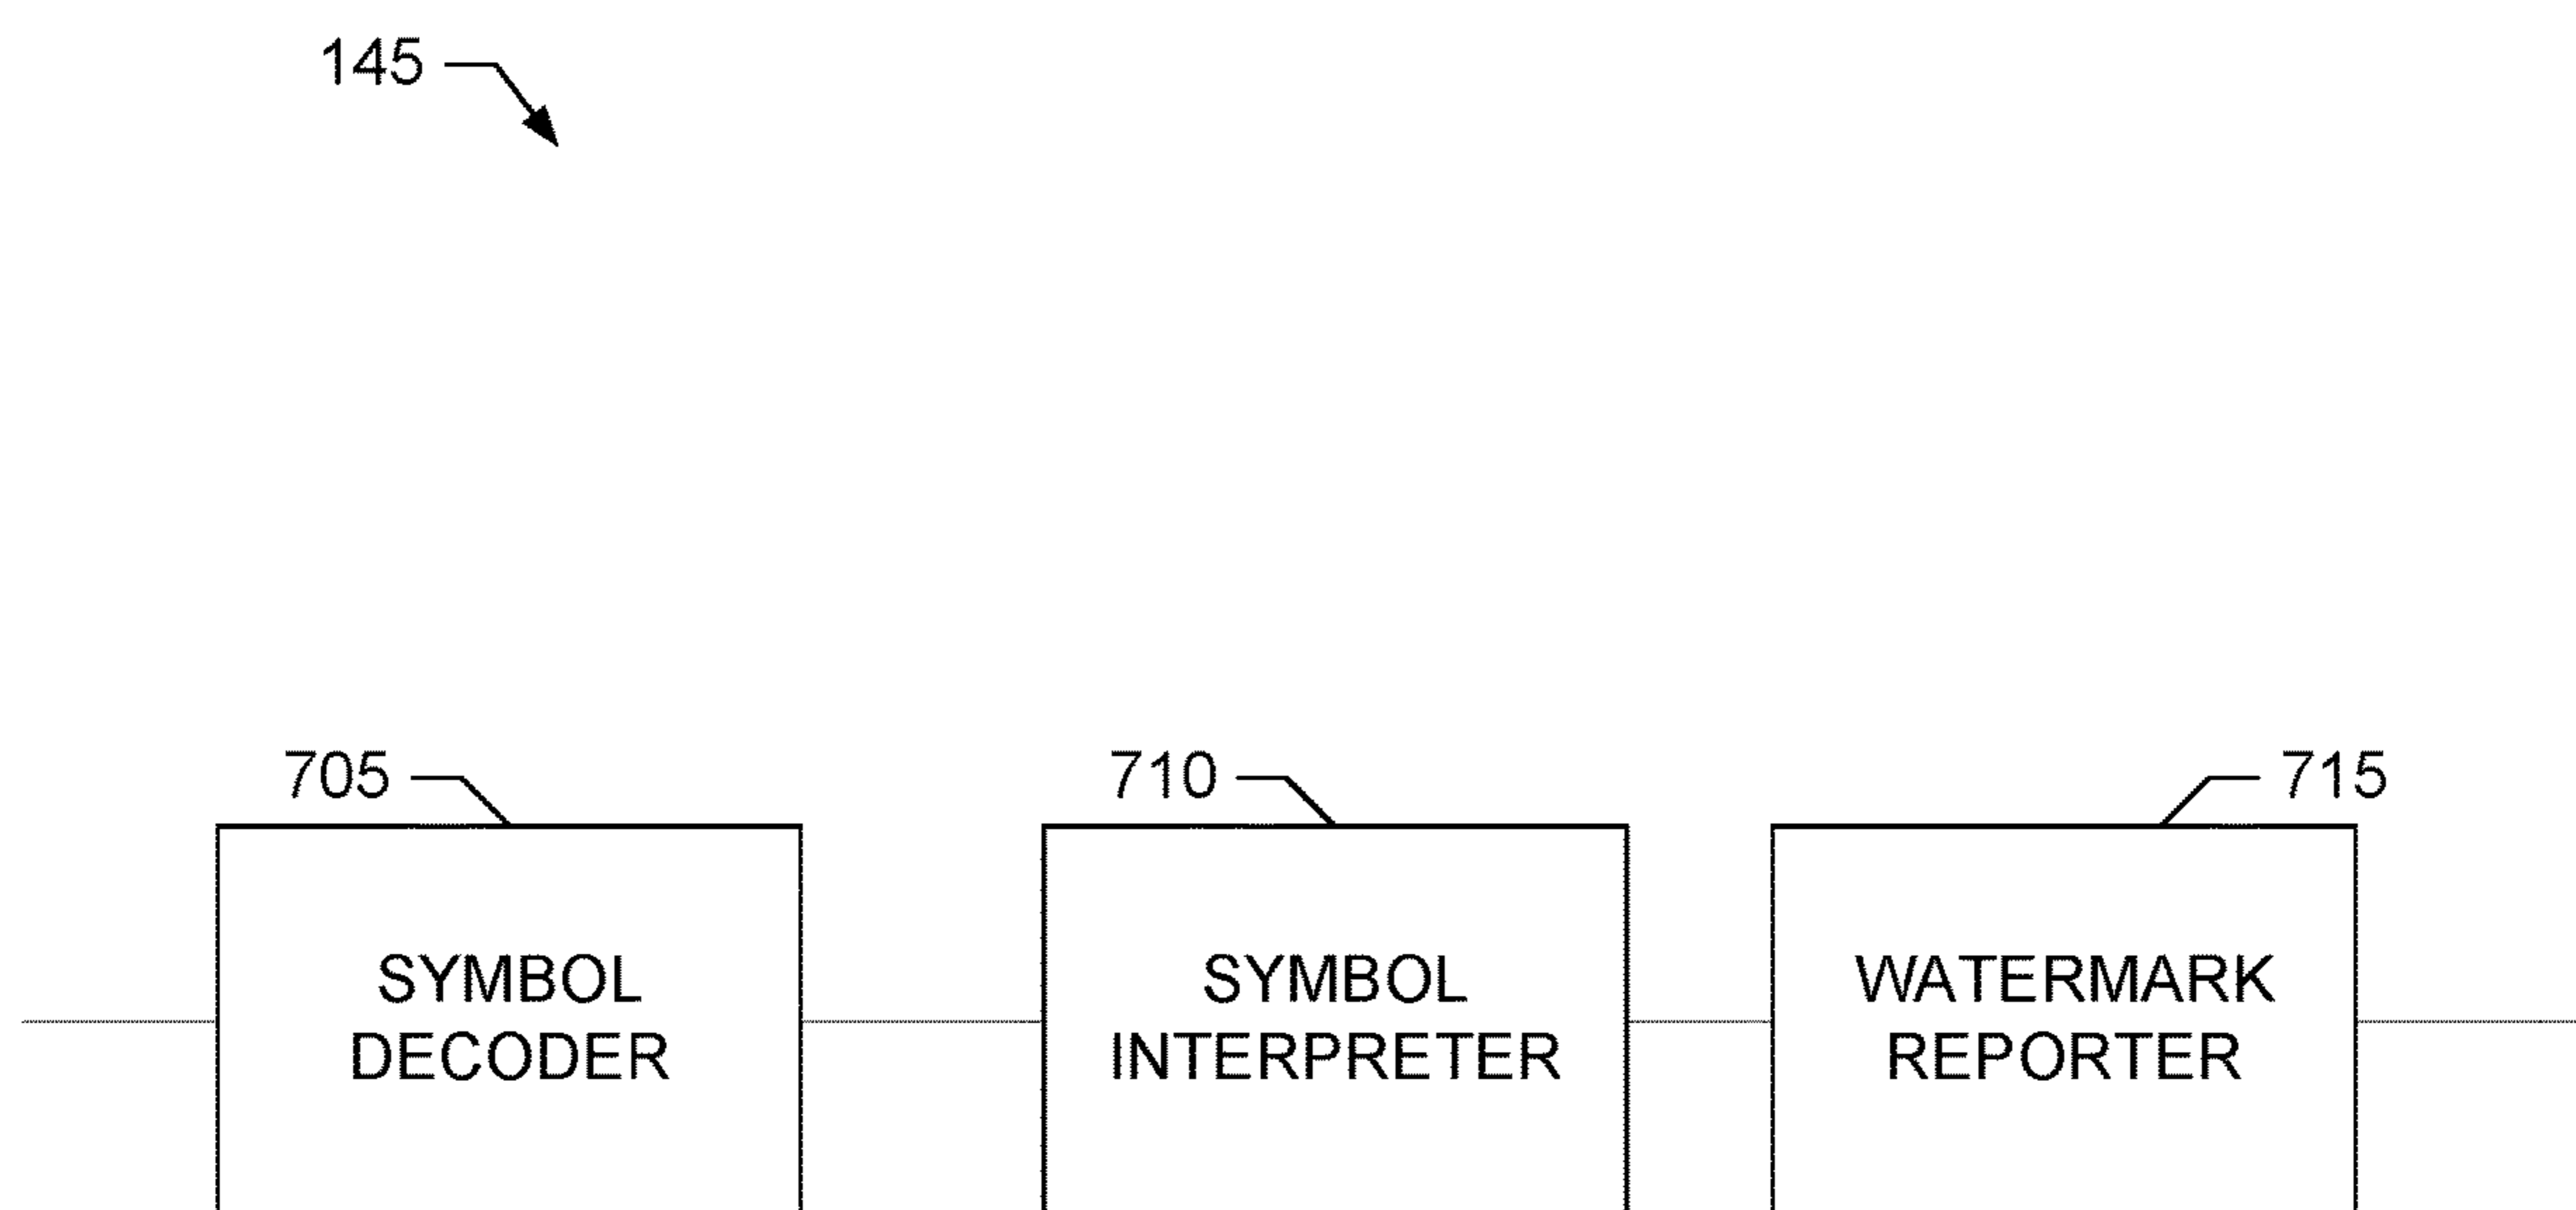 145
705
710
715
SYMBOL
DECODER
SYMBOL
INTERPRETER
WATERMARK
REPORTER